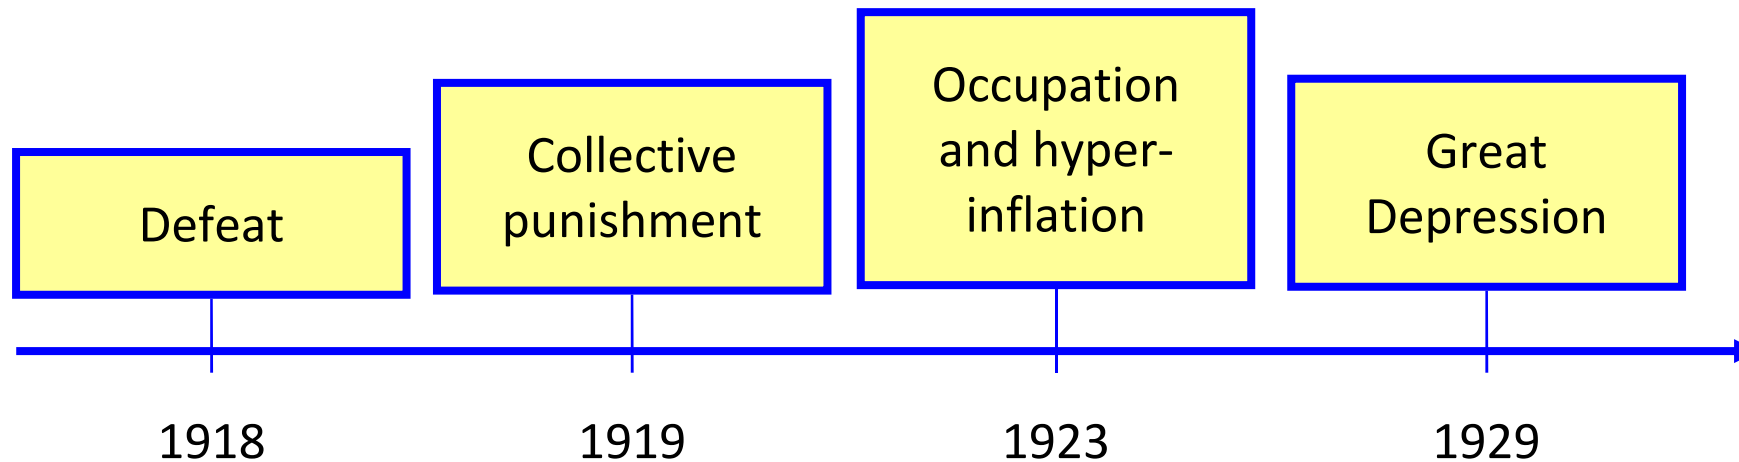 Defeat
Collective
punishment
Occupation
and hyper-
inflation
Great
Depression
1918
1919
1923
1929